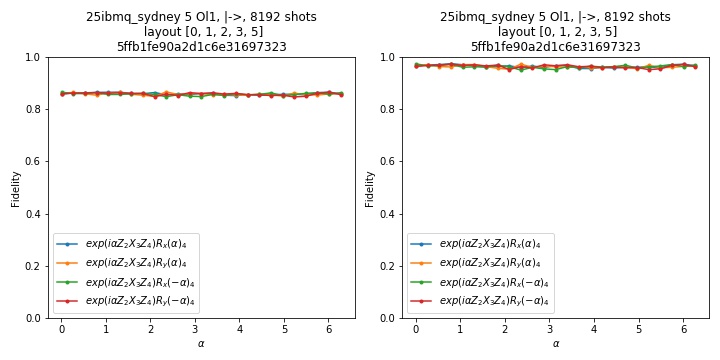 25ibmq_sydney 5 Ol1, |->, 8192 shots
layout [0, 1, 2, 3, 5]
5ffb1fe90a2d1c6e31697323
Fidelity
1.0
0.8
0.6
0.4
0.2
0.0
exp(iαZ₂X₃Z₄)Rₓ(α)₄
exp(iαZ₂X₃Z₄)Rᵧ(α)₄
exp(iαZ₂X₃Z₄)Rₓ(−α)₄
exp(iαZ₂X₃Z₄)Rᵧ(−α)₄
0 1 2 3 4 5 6
α
25ibmq_sydney 5 Ol1, |->, 8192 shots
layout [0, 1, 2, 3, 5]
5ffb1fe90a2d1c6e31697323
Fidelity
1.0
0.8
0.6
0.4
0.2
0.0
exp(iαZ₂X₃Z₄)Rₓ(α)₄
exp(iαZ₂X₃Z₄)Rᵧ(α)₄
exp(iαZ₂X₃Z₄)Rₓ(−α)₄
exp(iαZ₂X₃Z₄)Rᵧ(−α)₄
0 1 2 3 4 5 6
α